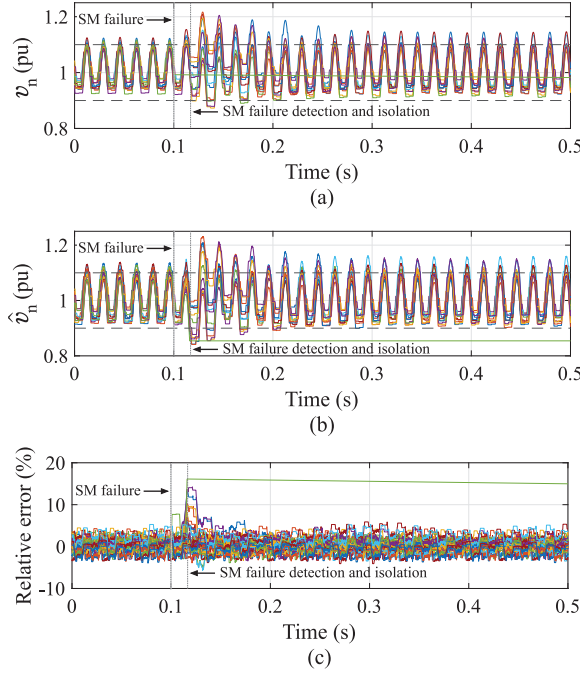 1.2
1
0.8
v_n (pu)
SM failure
SM failure detection and isolation
0 0.1 0.2 0.3 0.4 0.5
Time (s)
(a)
1.2
1
0.8
v̂_n (pu)
SM failure
SM failure detection and isolation
0 0.1 0.2 0.3 0.4 0.5
Time (s)
(b)
20
10
0
-10
Relative error (%)
SM failure
SM failure detection and isolation
0 0.1 0.2 0.3 0.4 0.5
Time (s)
(c)